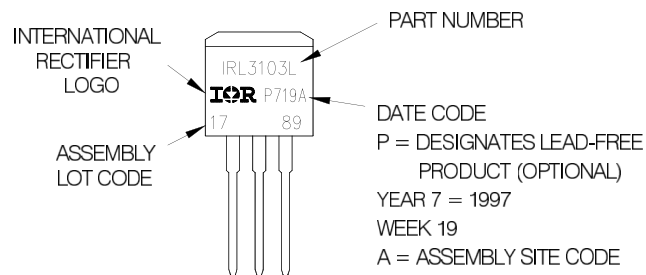 INTERNATIONAL
RECTIFIER
LOGO
PART NUMBER
IRL3103L
IOR P719A
17 89
ASSEMBLY
LOT CODE
DATE CODE
P = DESIGNATES LEAD-FREE
PRODUCT (OPTIONAL)
YEAR 7 = 1997
WEEK 19
A = ASSEMBLY SITE CODE